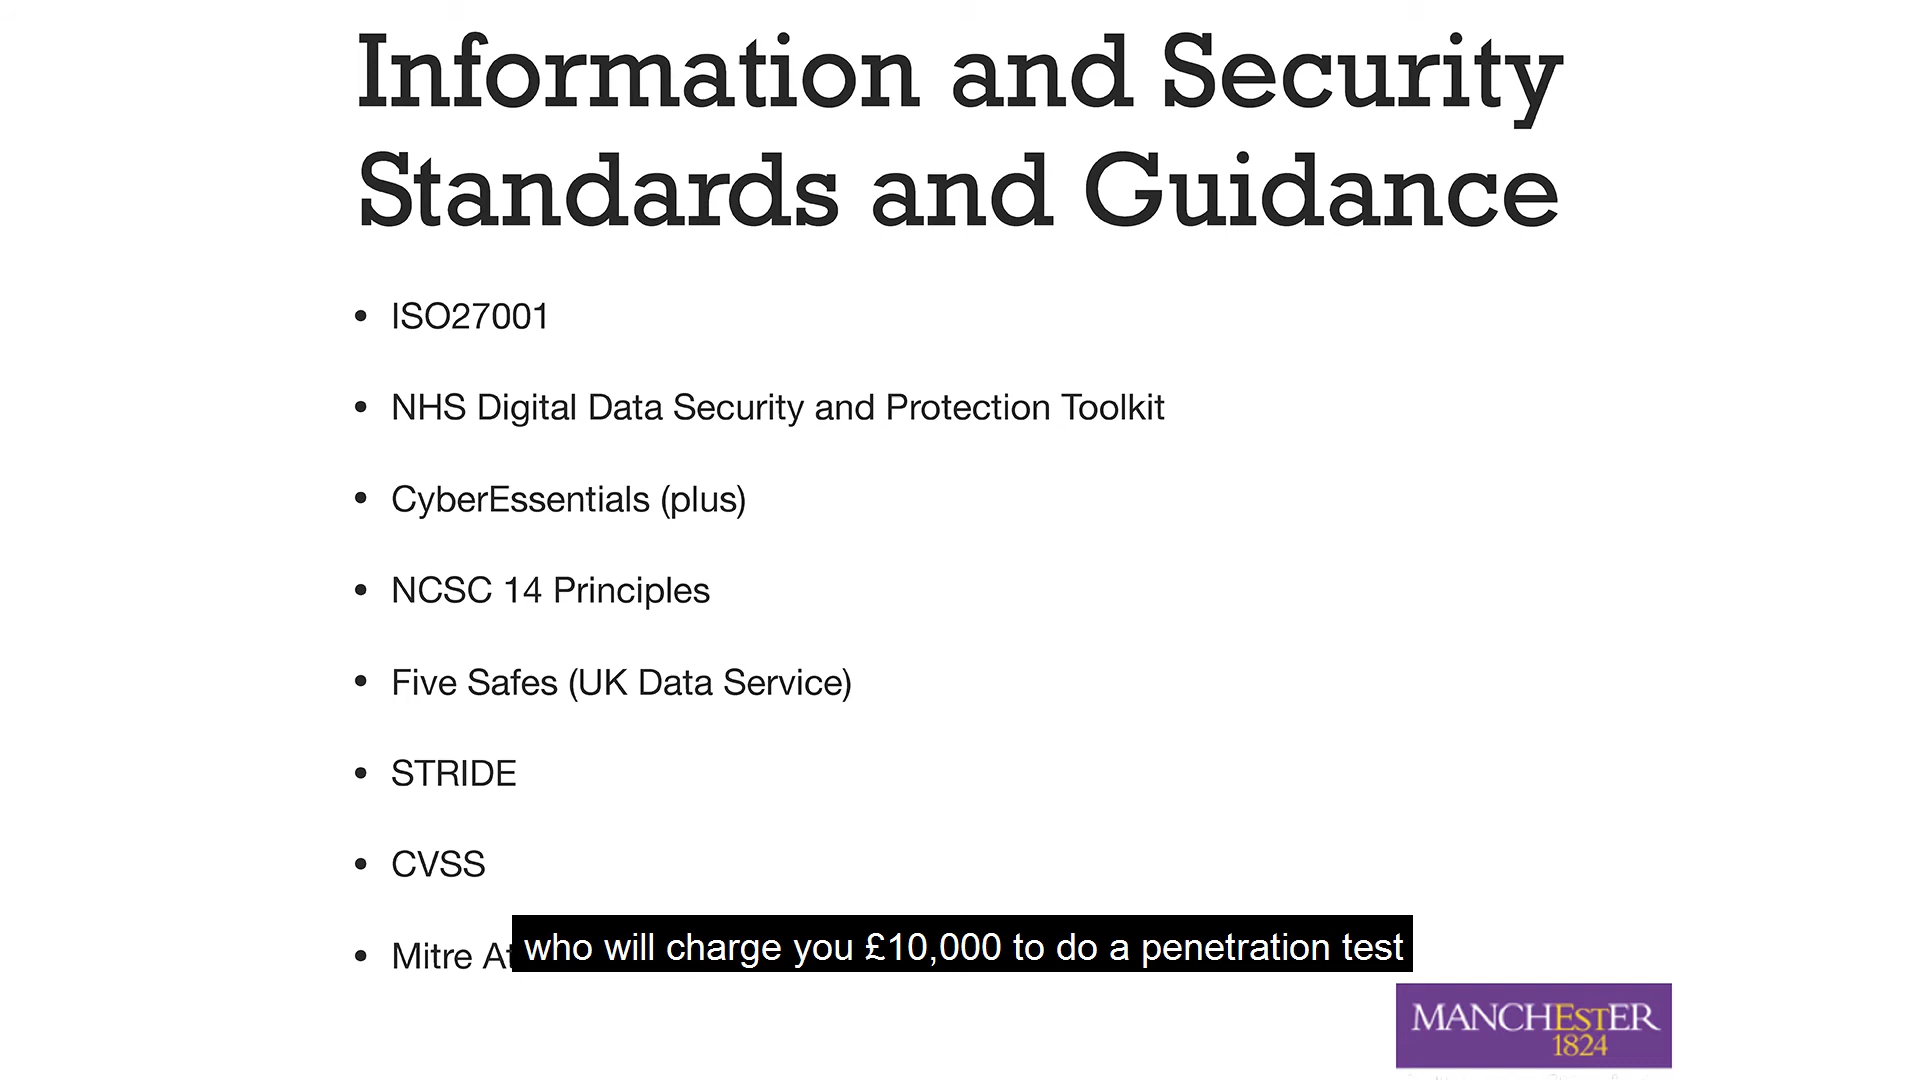 Information and Security
Standards and Guidance
• ISO27001
• NHS Digital Data Security and Protection Toolkit
• CyberEssentials (plus)
• NCSC 14 Principles
• Five Safes (UK Data Service)
• STRIDE
• CVSS
• Mitre
who will charge you £10,000 to do a penetration test
MANCHESTER
1824